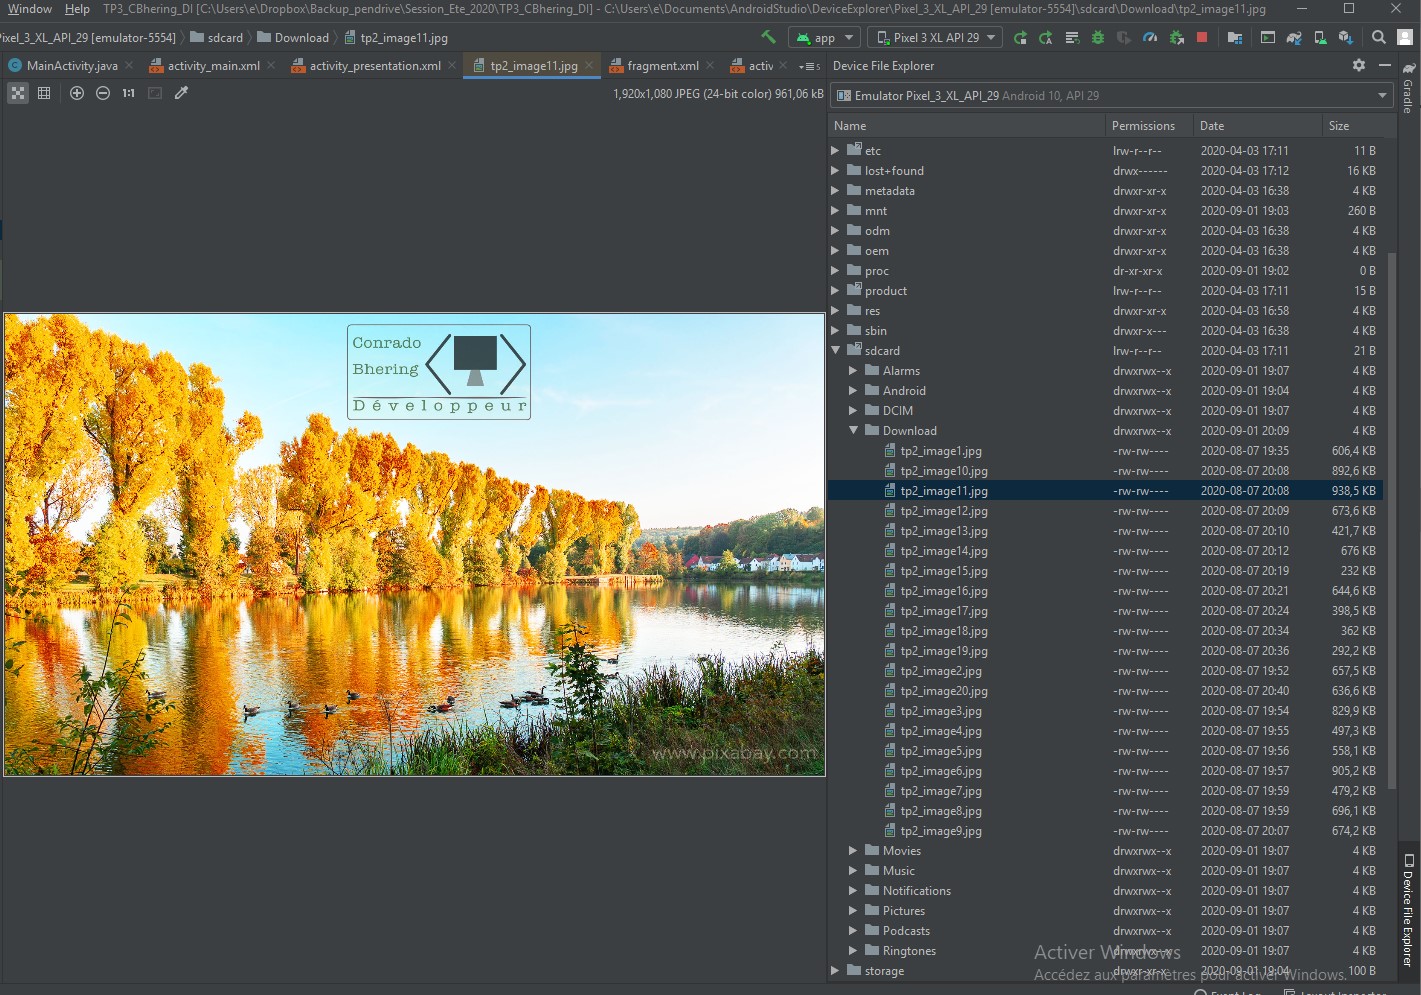 Window Help TP3_CBhering_DI [C:\Users\e\Dropbox\Backup_pendrive\Session_Ete_2020\TP3_CBhering_DI] - C:\Users\e\Documents\AndroidStudio\DeviceExplorer\Pixel_3_XL_API_29 [emulator-5554]\sdcard\Download\tp2_image11.jpg
ixel_3_XL_API_29 [emulator-5554] sdcard Download tp2_image11.jpg app Pixel 3 XL API 29
MainActivity.java activity_main.xml activity_presentation.xml tp2_image11.jpg fragment.xml activ
1:1 1,920x1,080 JPEG (24-bit color) 961,06 kB
Conrado
Bhering
Développeur
www.pixabay.com
Device File Explorer
Emulator Pixel_3_XL_API_29 Android 10, API 29
Name Permissions Date Size
etc lrw-r--r-- 2020-04-03 17:11 11 B
lost+found drwx------ 2020-04-03 17:12 16 KB
metadata drwxr-xr-x 2020-04-03 16:38 4 KB
mnt drwxr-xr-x 2020-09-01 19:03 260 B
odm drwxr-xr-x 2020-04-03 16:38 4 KB
oem drwxr-xr-x 2020-04-03 16:38 4 KB
proc dr-xr-xr-x 2020-09-01 19:02 0 B
product lrw-r--r-- 2020-04-03 17:11 15 B
res drwxr-xr-x 2020-04-03 16:58 4 KB
sbin drwxr-x--- 2020-04-03 16:38 4 KB
sdcard lrw-r--r-- 2020-04-03 17:11 21 B
Alarms drwxrwx--x 2020-09-01 19:07 4 KB
Android drwxrwx--x 2020-09-01 19:04 4 KB
DCIM drwxrwx--x 2020-09-01 19:07 4 KB
Download drwxrwx--x 2020-09-01 20:09 4 KB
tp2_image1.jpg -rw-rw---- 2020-08-07 19:35 606,4 KB
tp2_image10.jpg -rw-rw---- 2020-08-07 20:08 892,6 KB
tp2_image11.jpg -rw-rw---- 2020-08-07 20:08 938,5 KB
tp2_image12.jpg -rw-rw---- 2020-08-07 20:09 673,6 KB
tp2_image13.jpg -rw-rw---- 2020-08-07 20:10 421,7 KB
tp2_image14.jpg -rw-rw---- 2020-08-07 20:12 676 KB
tp2_image15.jpg -rw-rw---- 2020-08-07 20:19 232 KB
tp2_image16.jpg -rw-rw---- 2020-08-07 20:21 644,6 KB
tp2_image17.jpg -rw-rw---- 2020-08-07 20:24 398,5 KB
tp2_image18.jpg -rw-rw---- 2020-08-07 20:34 362 KB
tp2_image19.jpg -rw-rw---- 2020-08-07 20:36 292,2 KB
tp2_image2.jpg -rw-rw---- 2020-08-07 19:52 657,5 KB
tp2_image20.jpg -rw-rw---- 2020-08-07 20:40 636,6 KB
tp2_image3.jpg -rw-rw---- 2020-08-07 19:54 829,9 KB
tp2_image4.jpg -rw-rw---- 2020-08-07 19:55 497,3 KB
tp2_image5.jpg -rw-rw---- 2020-08-07 19:56 558,1 KB
tp2_image6.jpg -rw-rw---- 2020-08-07 19:57 905,2 KB
tp2_image7.jpg -rw-rw---- 2020-08-07 19:59 479,2 KB
tp2_image8.jpg -rw-rw---- 2020-08-07 19:59 696,1 KB
tp2_image9.jpg -rw-rw---- 2020-08-07 20:07 674,2 KB
Movies drwxrwx--x 2020-09-01 19:07 4 KB
Music drwxrwx--x 2020-09-01 19:07 4 KB
Notifications drwxrwx--x 2020-09-01 19:07 4 KB
Pictures drwxrwx--x 2020-09-01 19:07 4 KB
Podcasts drwxrwx--x 2020-09-01 19:07 4 KB
Ringtones drwxrwx--x 2020-09-01 19:07 4 KB
storage drwxr-xr-x 2020-09-01 19:04 100 B
Activer Windows
Accédez aux paramètres pour activer Windows.
Gradle
Device File Explorer
Event Log Layout Inspector